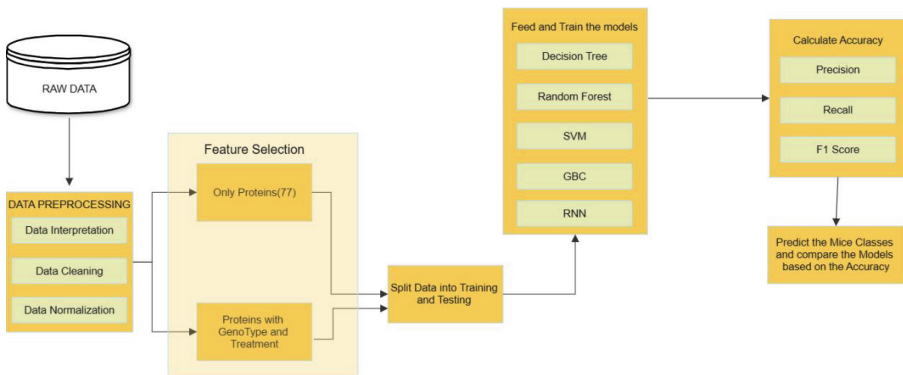 RAW DATA
DATA PREPROCESSING
Data Interpretation
Data Cleaning
Data Normalization
Feature Selection
Only Proteins(77)
Proteins with
GenoType and
Treatment
Split Data into Training
and Testing
Feed and Train the models
Decision Tree
Random Forest
SVM
GBC
RNN
Calculate Accuracy
Precision
Recall
F1 Score
Predict the Mice Classes
and compare the Models
based on the Accuracy